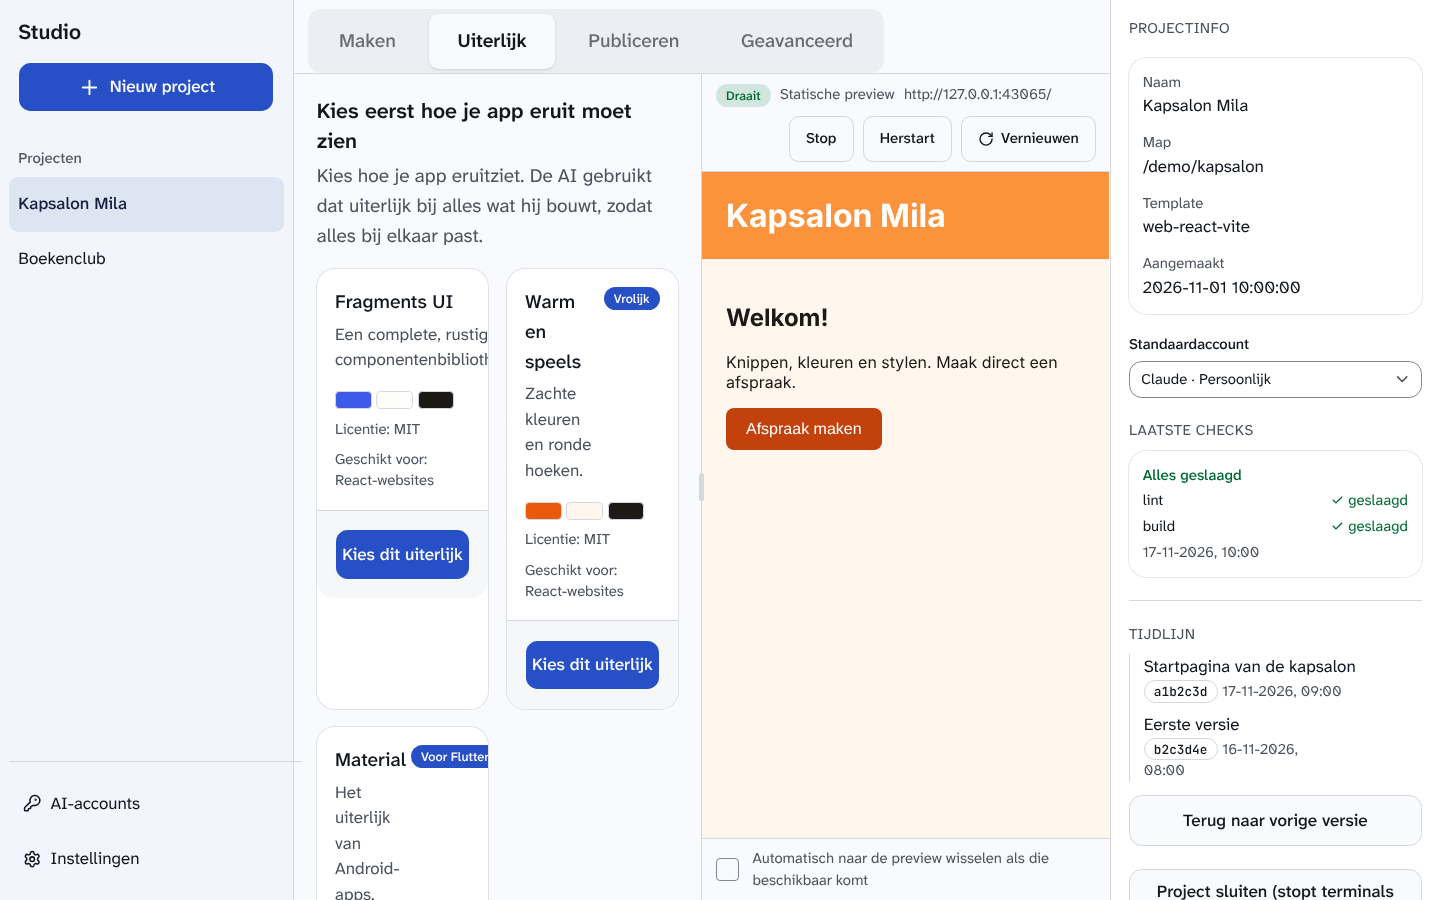 Studio
Nieuw project
Projecten
Kapsalon Mila
Boekenclub
AI-accounts
Instellingen
Maken
Uiterlijk
Publiceren
Geavanceerd
Kies eerst hoe je app eruit moet
zien
Kies hoe je app eruitziet. De AI gebruikt
dat uiterlijk bij alles wat hij bouwt, zodat
alles bij elkaar past.
Fragments UI
Een complete, rustig
componentenbiblioth
Licentie: MIT
Geschikt voor:
React-websites
Kies dit uiterlijk
Warm
en
speels
Vrolijk
Zachte
kleuren
en ronde
hoeken.
Licentie: MIT
Geschikt voor:
React-websites
Kies dit uiterlijk
Material
Voor Flutter
Het
uiterlijk
van
Android-
apps.
Draait
Statische preview http://127.0.0.1:43065/
Stop
Herstart
Vernieuwen
Kapsalon Mila
Welkom!
Knippen, kleuren en stylen. Maak direct een
afspraak.
Afspraak maken
Automatisch naar de preview wisselen als die
beschikbaar komt
PROJECTINFO
Naam
Kapsalon Mila
Map
/demo/kapsalon
Template
web-react-vite
Aangemaakt
2026-11-01 10:00:00
Standaardaccount
Claude · Persoonlijk
LAATSTE CHECKS
Alles geslaagd
lint ✓ geslaagd
build ✓ geslaagd
17-11-2026, 10:00
TIJDLIJN
Startpagina van de kapsalon
a1b2c3d 17-11-2026, 09:00
Eerste versie
b2c3d4e 16-11-2026,
08:00
Terug naar vorige versie
Project sluiten (stopt terminals